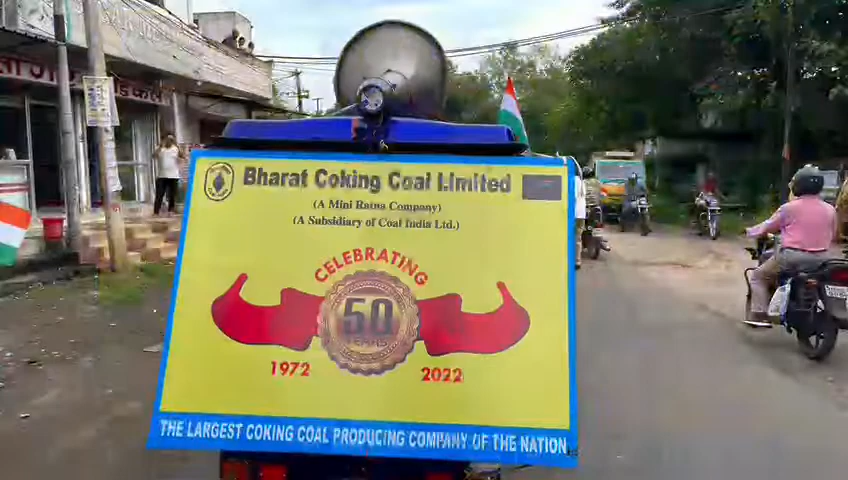 Bharat Coking Coal Limited
(A Mini Ratna Company)
(A Subsidiary of Coal India Ltd.)
CELEBRATING
50
YEARS
1972 2022
THE LARGEST COKING COAL PRODUCING COMPANY OF THE NATION